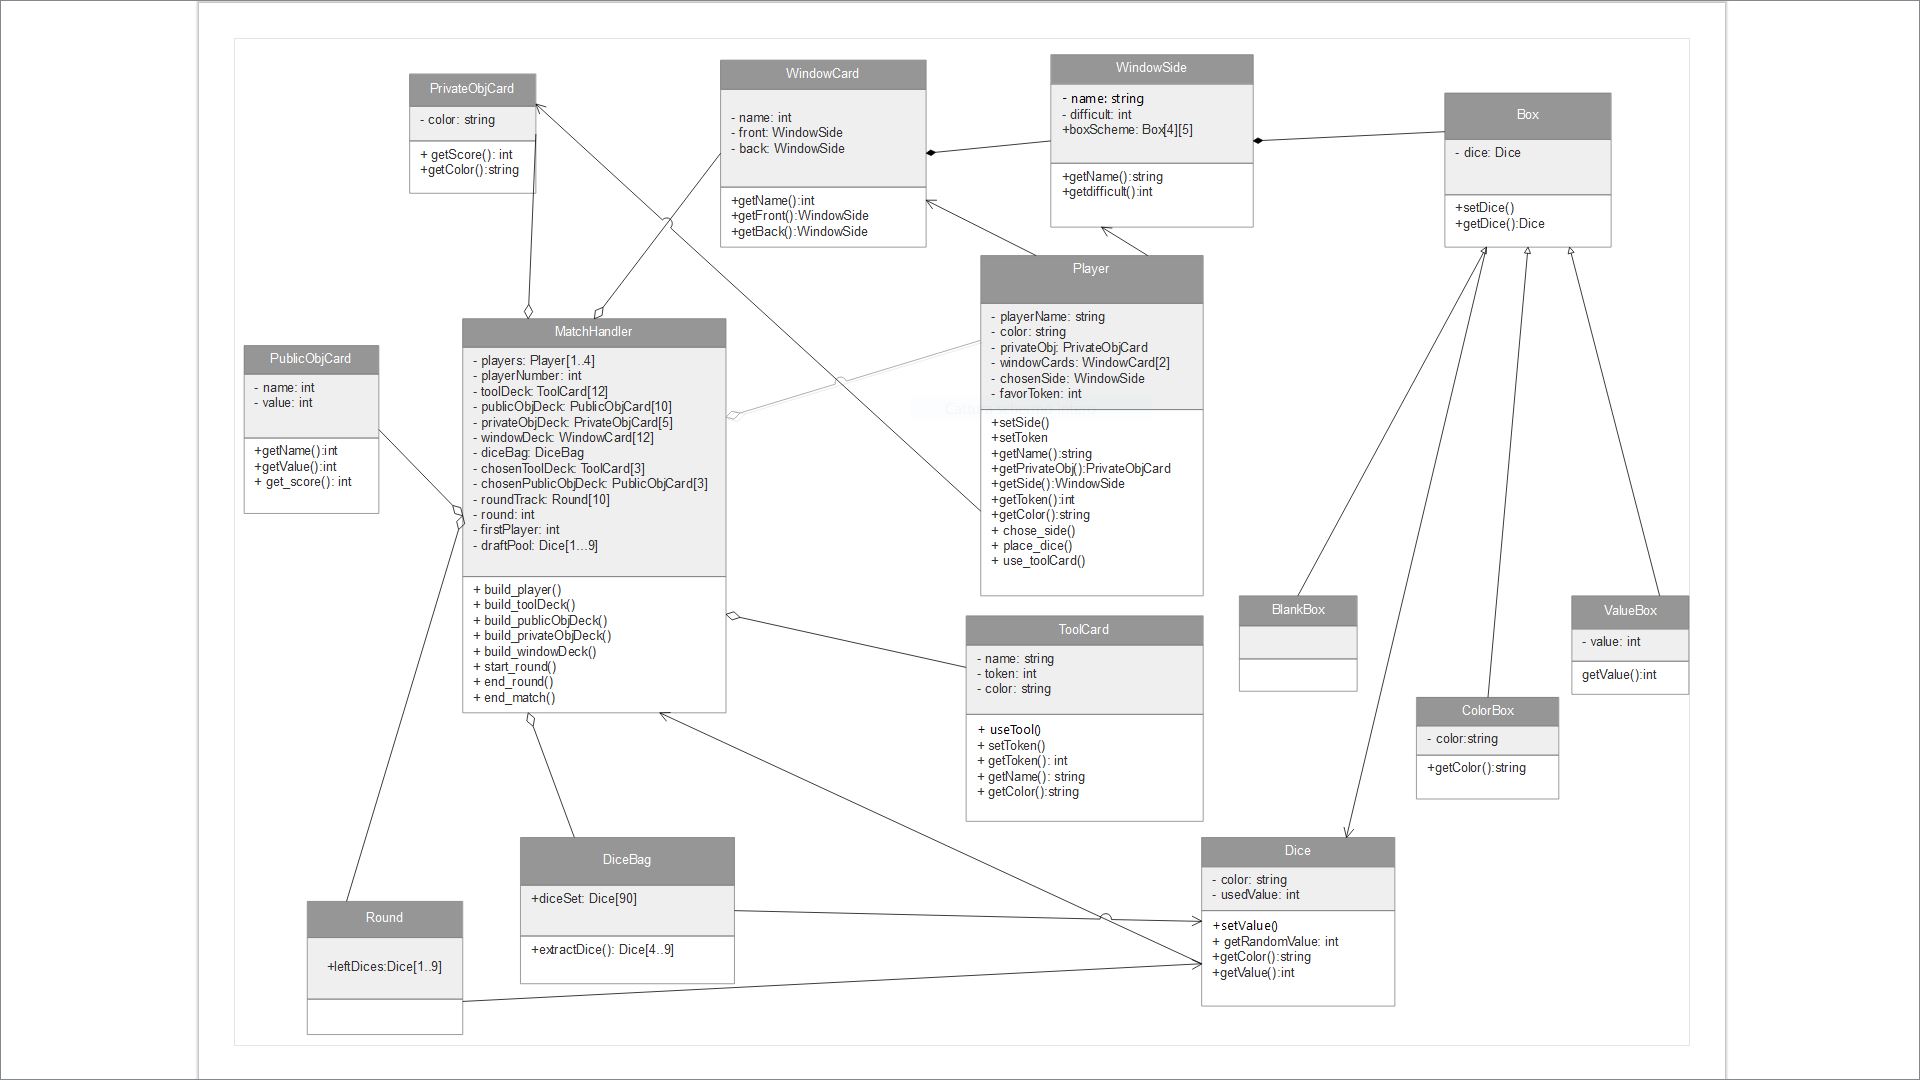 PrivateObjCard
- color: string
+ getScore(): int
+getColor():string
WindowCard
- name: int
- front: WindowSide
- back: WindowSide
+getName():int
+getFront():WindowSide
+getBack():WindowSide
WindowSide
- name: string
- difficult: int
+boxScheme: Box[4][5]
+getName():string
+getdifficult():int
Box
- dice: Dice
+setDice()
+getDice():Dice
Player
- playerName: string
- color: string
- privateObj: PrivateObjCard
- windowCards: WindowCard[2]
- chosenSide: WindowSide
- favorToken: int
+setSide()
+setToken
+getName():string
+getPrivateObj():PrivateObjCard
+getSide():WindowSide
+getToken():int
+getColor():string
+ chose_side()
+ place_dice()
+ use_toolCard()
MatchHandler
- players: Player[1..4]
- playerNumber: int
- toolDeck: ToolCard[12]
- publicObjDeck: PublicObjCard[10]
- privateObjDeck: PrivateObjCard[5]
- windowDeck: WindowCard[12]
- diceBag: DiceBag
- chosenToolDeck: ToolCard[3]
- chosenPublicObjDeck: PublicObjCard[3]
- roundTrack: Round[10]
- round: int
- firstPlayer: int
- draftPool: Dice[1...9]
+ build_player()
+ build_toolDeck()
+ build_publicObjDeck()
+ build_privateObjDeck()
+ build_windowDeck()
+ start_round()
+ end_round()
+ end_match()
PublicObjCard
- name: int
- value: int
+getName():int
+getValue():int
+ get_score(): int
ToolCard
- name: string
- token: int
- color: string
+ useTool()
+ setToken()
+ getToken(): int
+ getName(): string
+ getColor():string
BlankBox
ValueBox
- value: int
getValue():int
ColorBox
- color:string
+getColor():string
DiceBag
+diceSet: Dice[90]
+extractDice(): Dice[4..9]
Dice
- color: string
- usedValue: int
+setValue()
+ getRandomValue: int
+getColor():string
+getValue():int
Round
+leftDices:Dice[1..9]